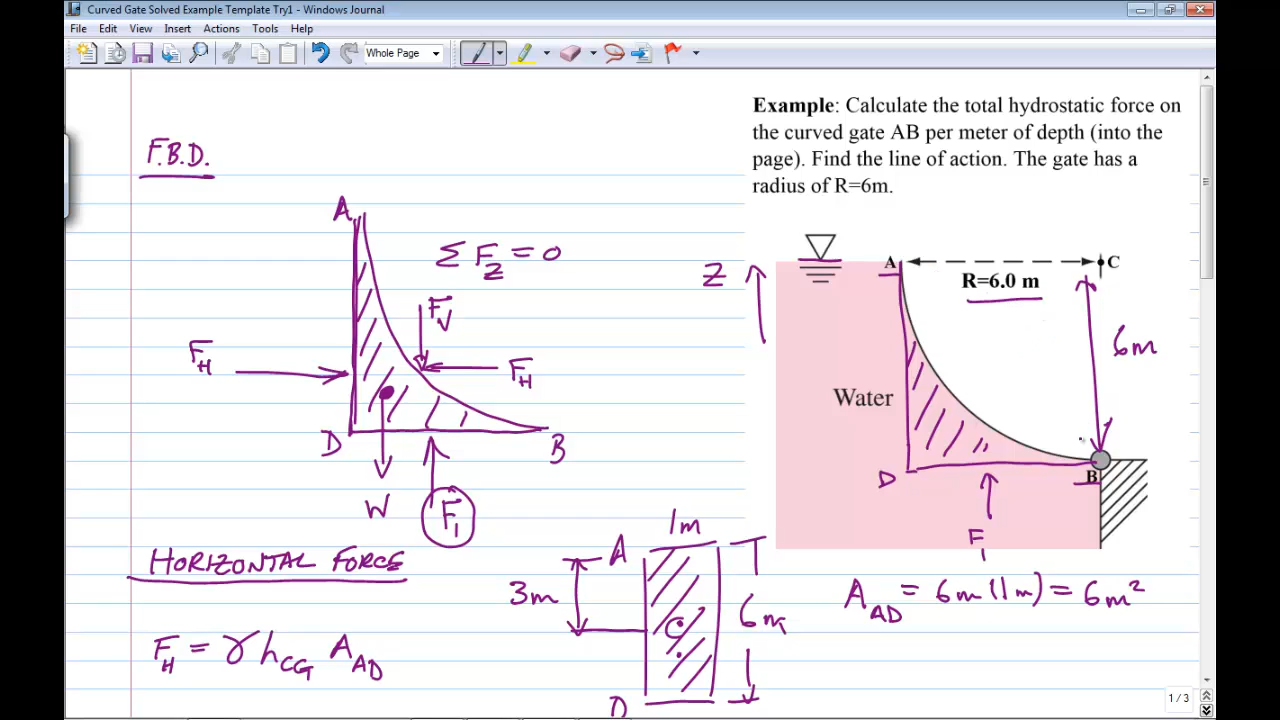 Curved Gate Solved Example Template Try1 - Windows Journal
File Edit View Insert Actions Tools Help
Whole Page
Example: Calculate the total hydrostatic force on
the curved gate AB per meter of depth (into the
page). Find the line of action. The gate has a
radius of R=6m.
F.B.D.
A
Σ F_Z = 0
F_V
F_H
F_H
D
B
W
F_1
Z
A
C
R=6.0 m
6m
Water
D
B
F_1
HORIZONTAL FORCE
F_H = γ h_CG A_AD
1m
A
3m
C
6m
D
A_AD = 6m (1m) = 6m²
1 / 3